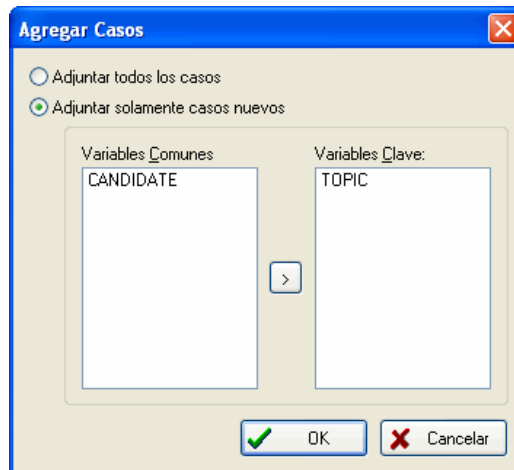 Agregar Casos
Adjuntar todos los casos
Adjuntar solamente casos nuevos
Variables Comunes
Variables Clave:
CANDIDATE
TOPIC
>
OK
Cancelar